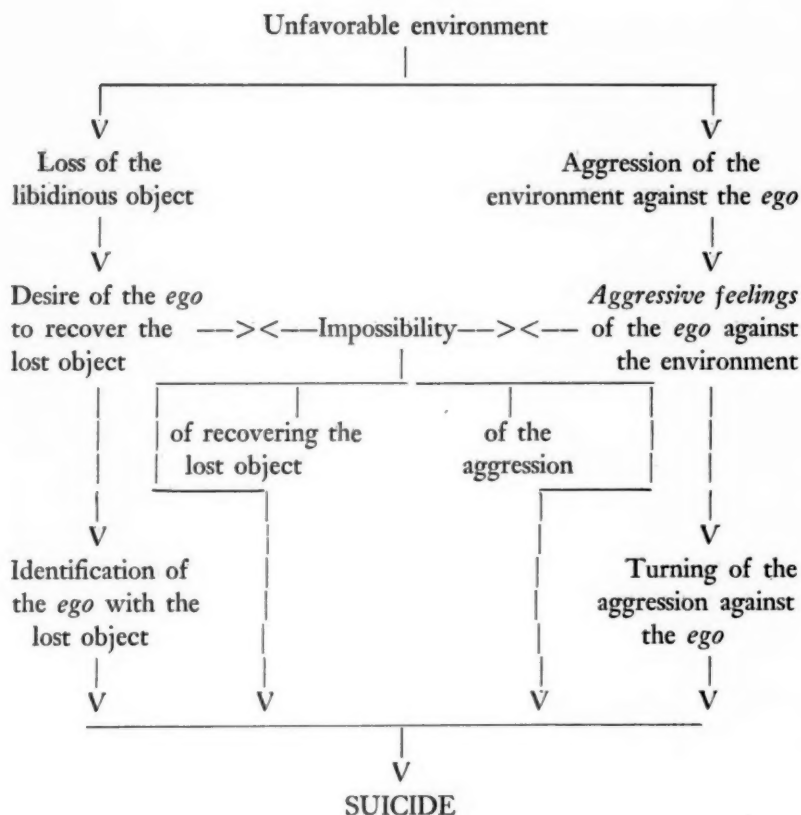 Unfavorable environment
Loss of the
libidinous object
Aggression of the
environment against the ego
Desire of the ego
to recover the
lost object
Impossibility
Aggressive feelings
of the ego against
the environment
of recovering the
lost object
of the
aggression
Identification of
the ego with the
lost object
Turning of the
aggression against
the ego
SUICIDE